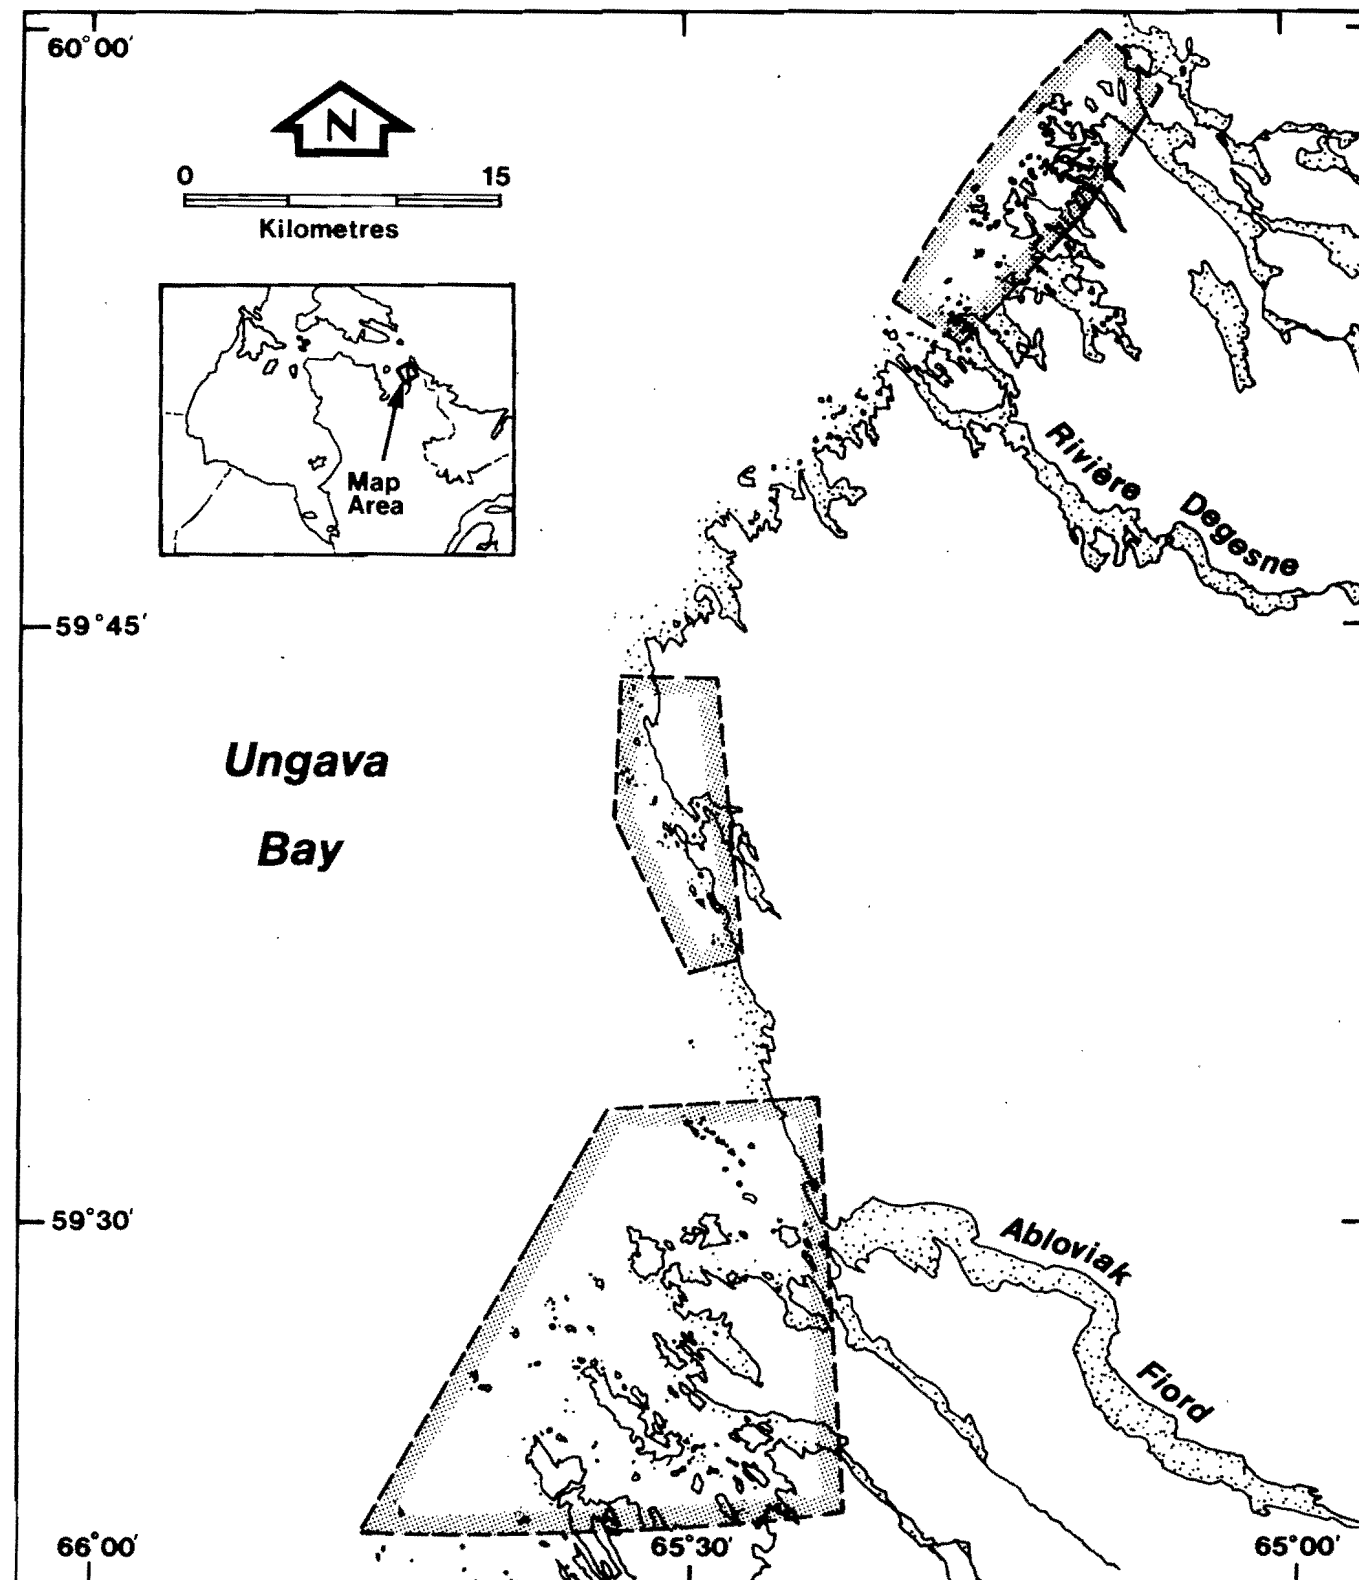 60°00′
N
0 15
Kilometres
Map
Area
Rivière
Degesne
59°45′
Ungava
Bay
59°30′
Abloviak
Fiord
66°00′
65°30′
65°00′